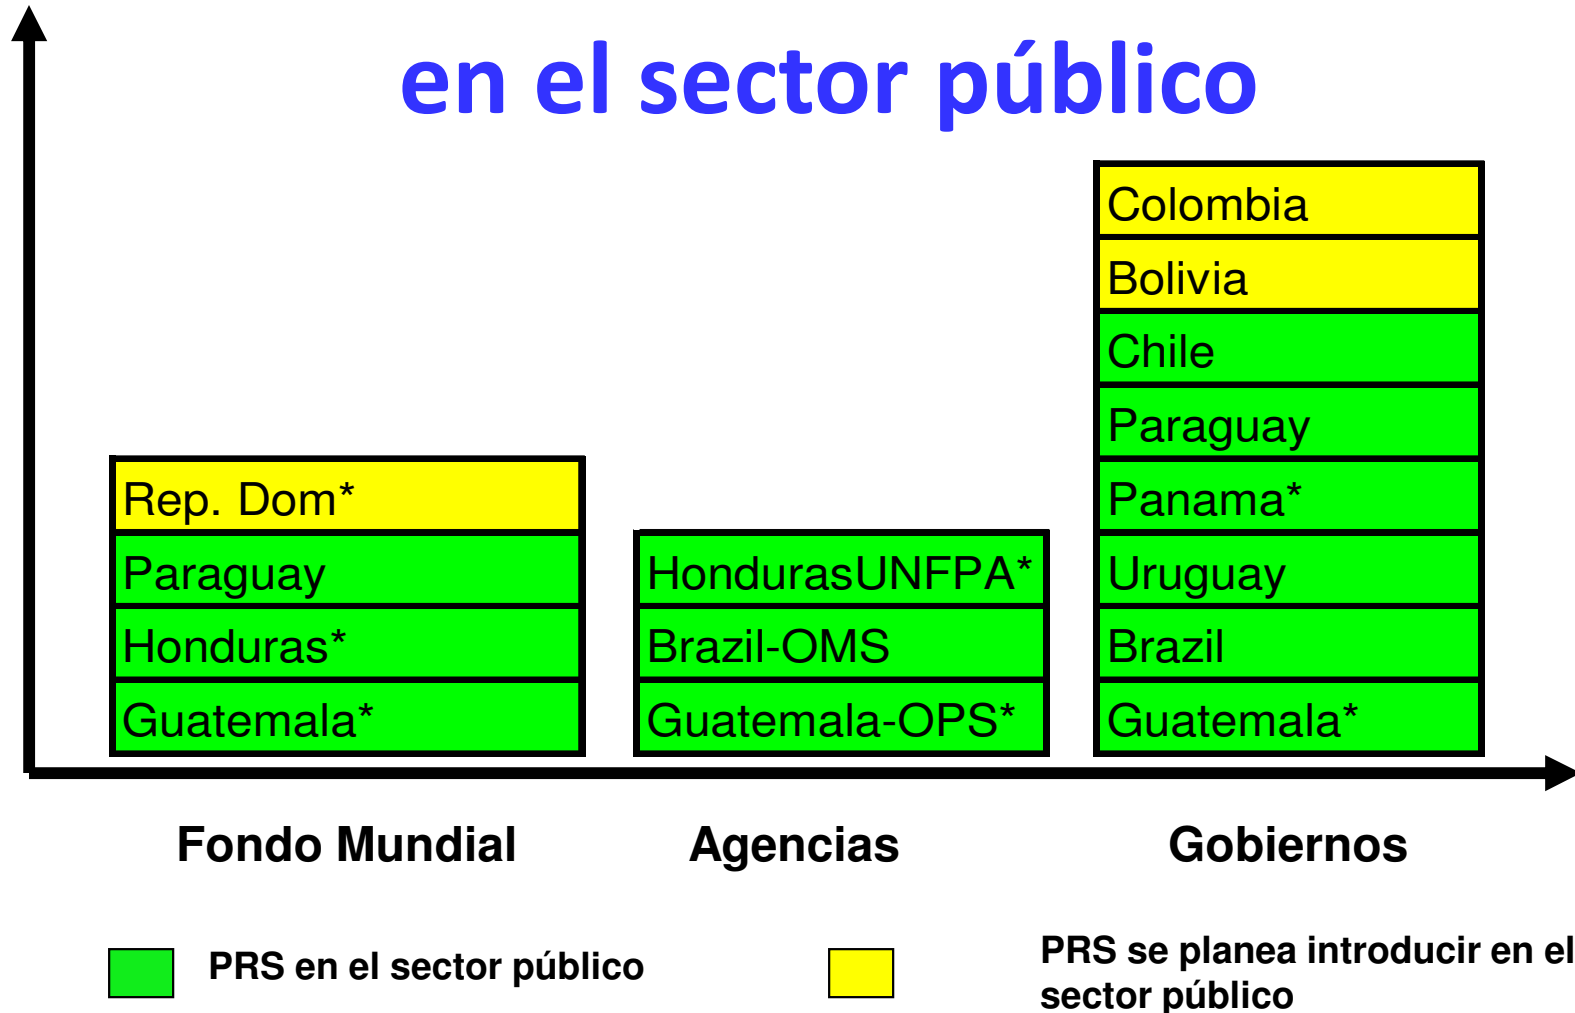 en el sector público
Colombia
Bolivia
Chile
Paraguay
Panama*
Uruguay
Brazil
Guatemala*
Rep. Dom*
Paraguay
Honduras*
Guatemala*
HondurasUNFPA*
Brazil-OMS
Guatemala-OPS*
Fondo Mundial
Agencias
Gobiernos
PRS en el sector público
PRS se planea introducir en el
sector público